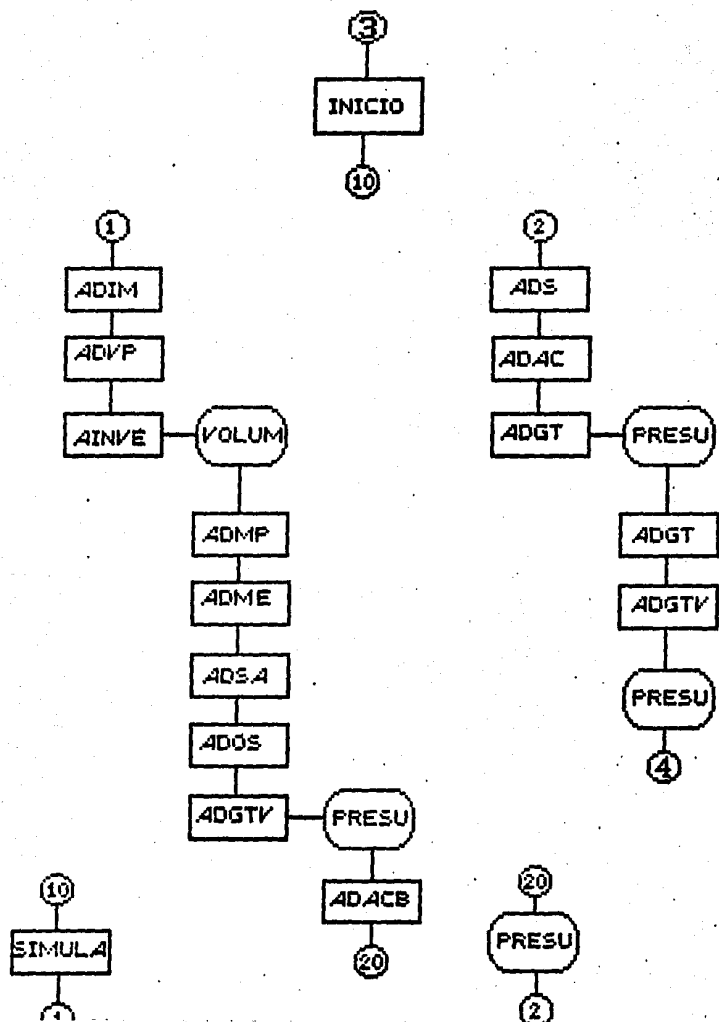 3
INICIO
10
1
ADIM
ADVP
AINVE
VOLUM
ADMP
ADME
ADSA
ADOS
ADGTV
PRESU
ADACB
20
2
ADS
ADAC
ADGT
PRESU
ADGT
ADGTV
PRESU
4
10
SIMULA
1
20
PRESU
2